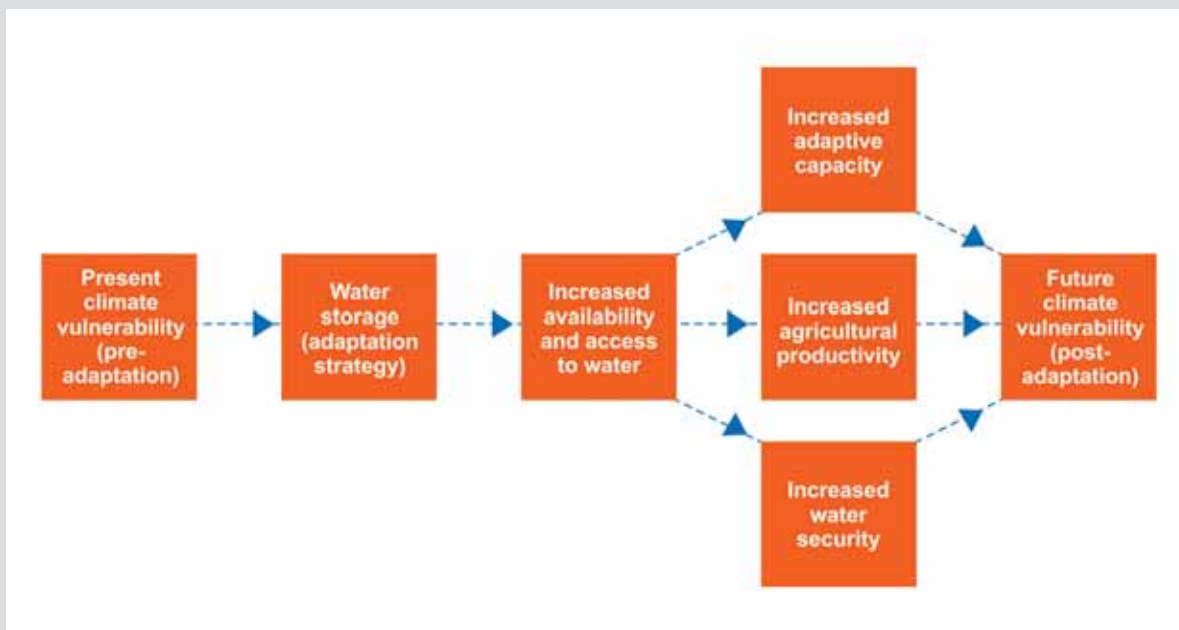 Present
climate
vulnerability
(pre-
adaptation)
Water
storage
(adaptation
strategy)
Increased
availability
and access
to water
Increased
adaptive
capacity
Increased
agricultural
productivity
Increased
water
security
Future
climate
vulnerability
(post-
adaptation)